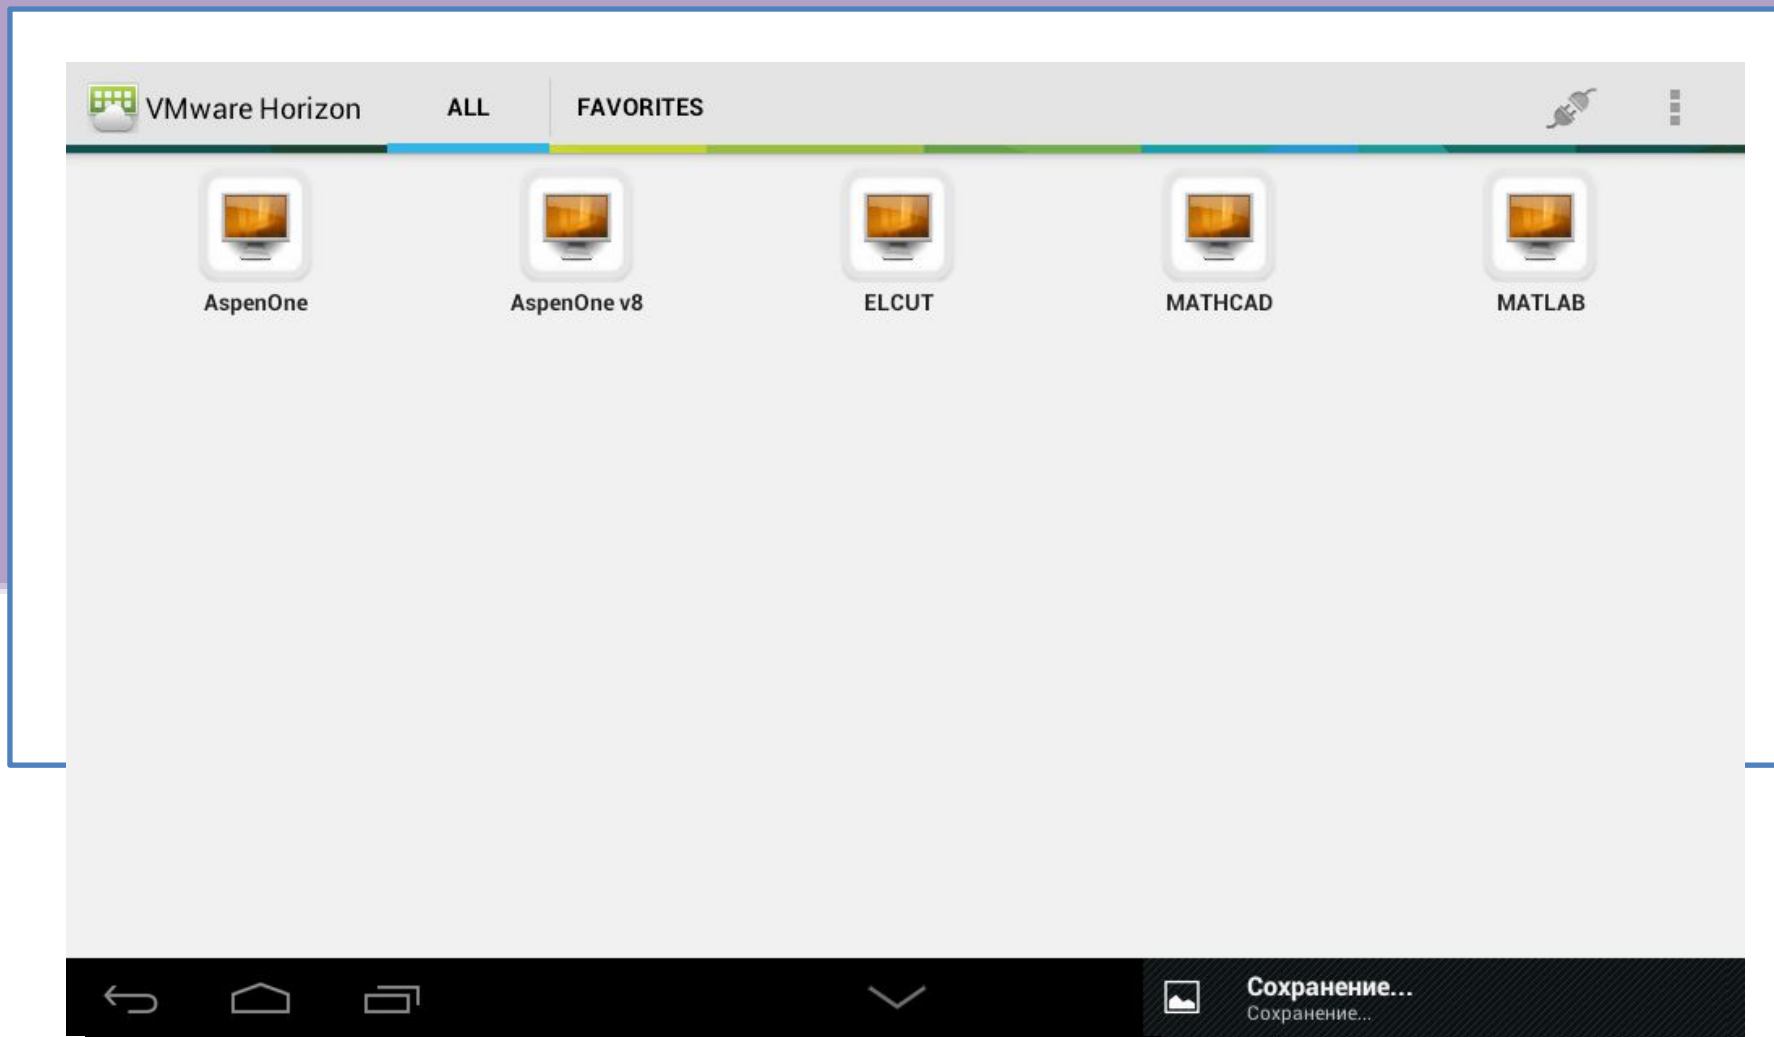 VMware Horizon ALL FAVORITES
AspenOne AspenOne v8 ELCUT MATHCAD MATLAB
Сохранение...
Сохранение...